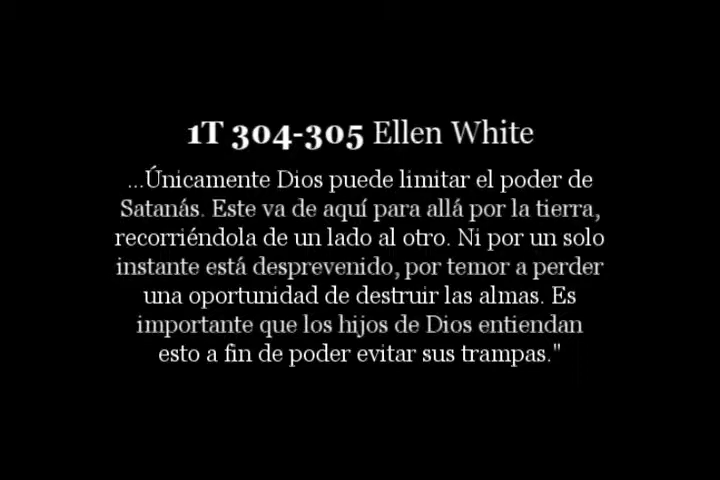 1T 304-305 Ellen White
...Únicamente Dios puede limitar el poder de
Satanás. Este va de aquí para allá por la tierra,
recorriéndola de un lado al otro. Ni por un solo
instante está desprevenido, por temor a perder
una oportunidad de destruir las almas. Es
importante que los hijos de Dios entiendan
esto a fin de poder evitar sus trampas."